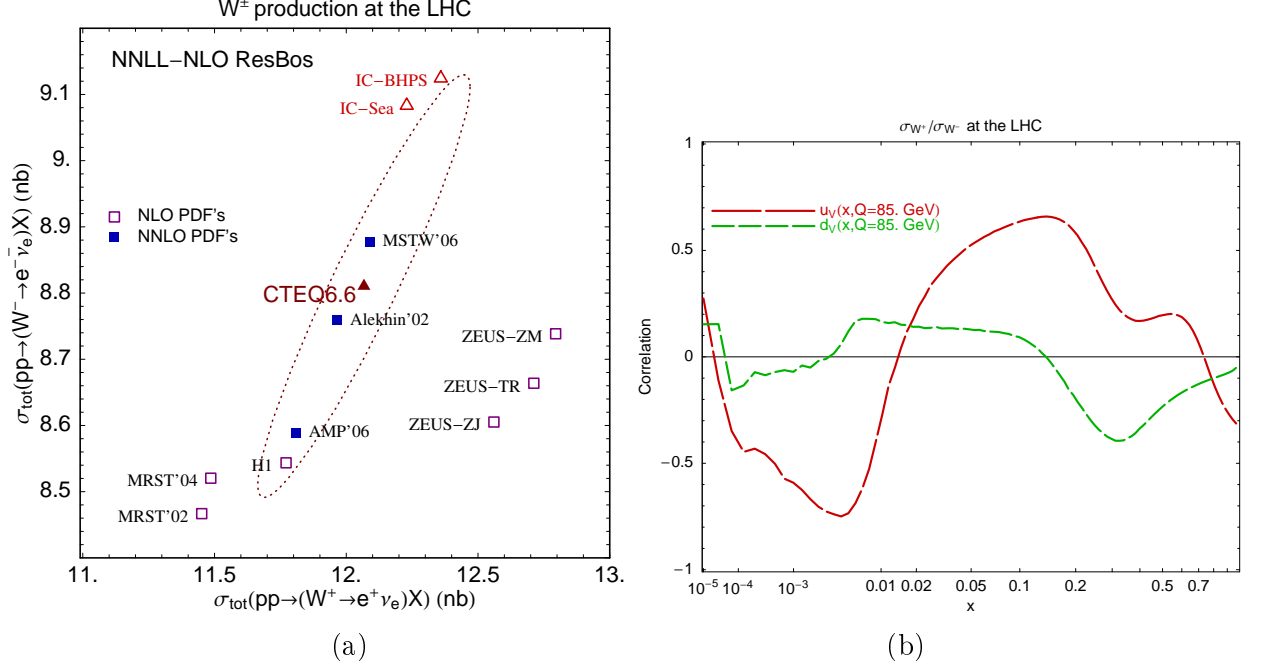 W± production at the LHC
NNLL−NLO ResBos
IC−BHPS
IC−Sea
NLO PDF's
NNLO PDF's
MSTW'06
CTEQ6.6
Alekhin'02
ZEUS−ZM
ZEUS−TR
ZEUS−ZJ
AMP'06
H1
MRST'04
MRST'02
9.1
9.
8.9
8.8
8.7
8.6
8.5
σtot(pp→(W⁻→e⁻ν̄e)X) (nb)
11. 11.5 12. 12.5 13.
σtot(pp→(W⁺→e⁺νe)X) (nb)
(a)
σW⁺/σW⁻ at the LHC
uV(x,Q=85. GeV)
dV(x,Q=85. GeV)
1
0.5
0
−0.5
−1
Correlation
10⁻⁵ 10⁻⁴ 10⁻³ 0.01 0.02 0.05 0.1 0.2 0.5 0.7
x
(b)